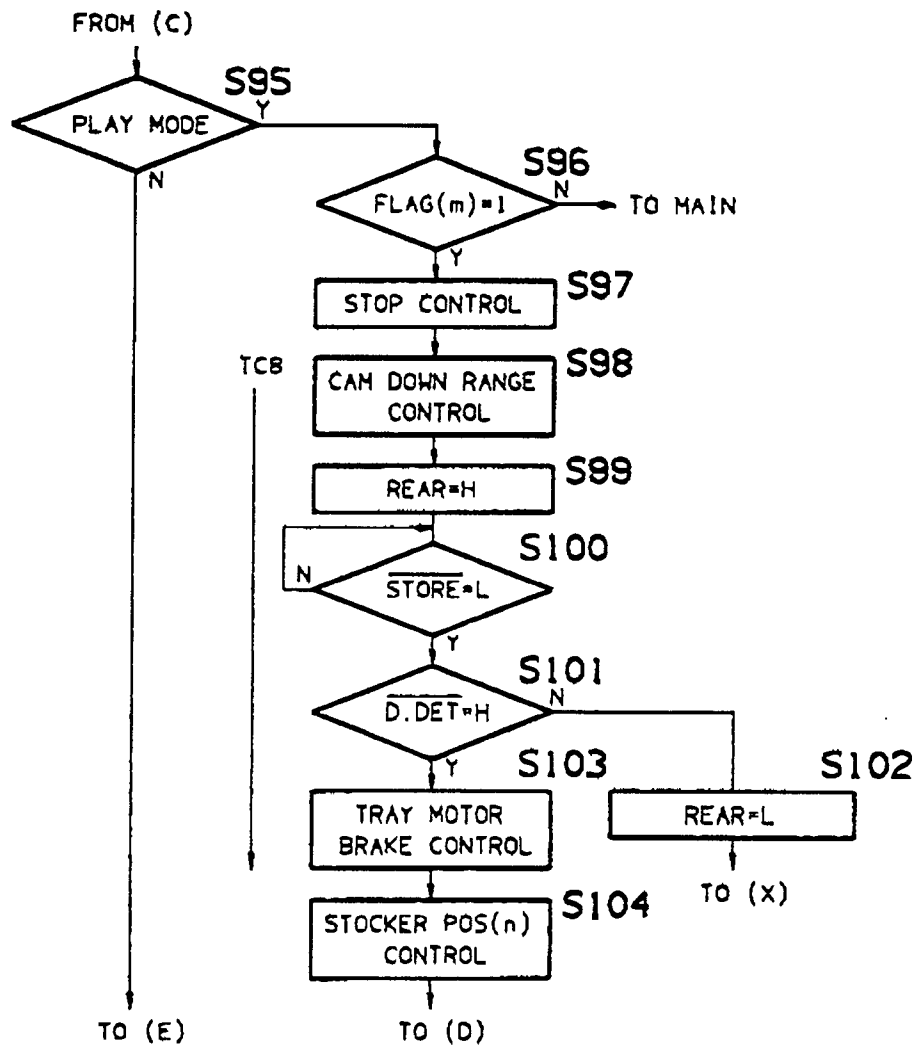 FROM (C)
S95
PLAY MODE
Y
N
S96
FLAG(m)=1
N
TO MAIN
Y
STOP CONTROL
S97
TCB
CAM DOWN RANGE
CONTROL
S98
REAR=H
S99
S100
N
STORE=L
Y
S101
D.DET=H
N
Y
S103
TRAY MOTOR
BRAKE CONTROL
S102
REAR=L
TO (X)
S104
STOCKER POS(n)
CONTROL
TO (E)
TO (D)